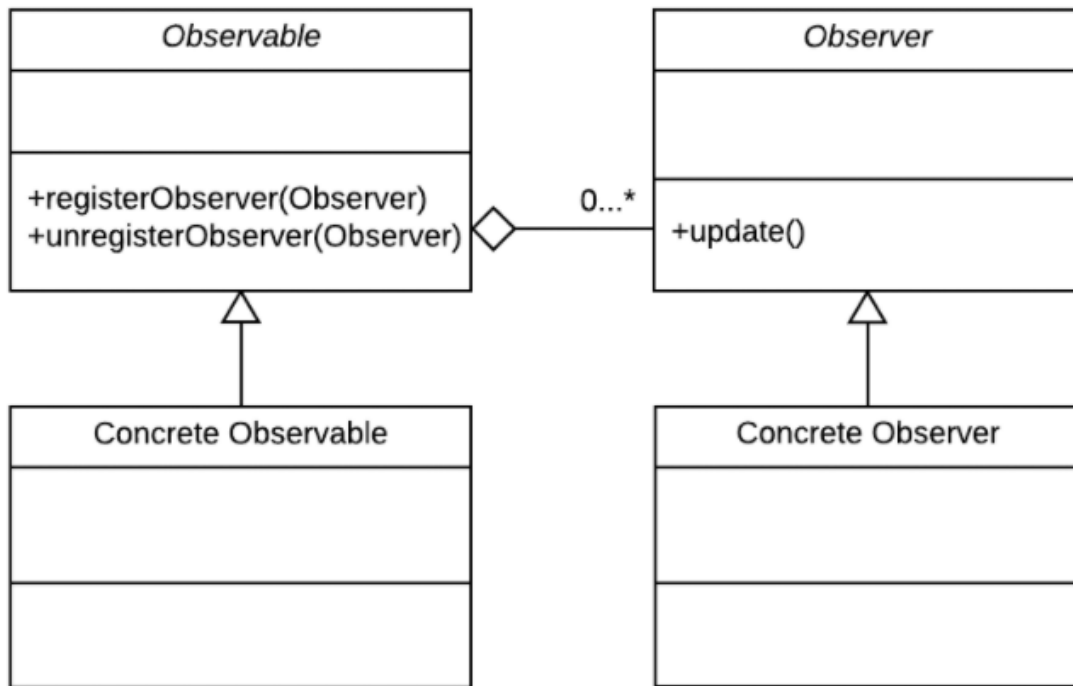 Observable
+registerObserver(Observer)
+unregisterObserver(Observer)
0...*
Observer
+update()
Concrete Observable
Concrete Observer